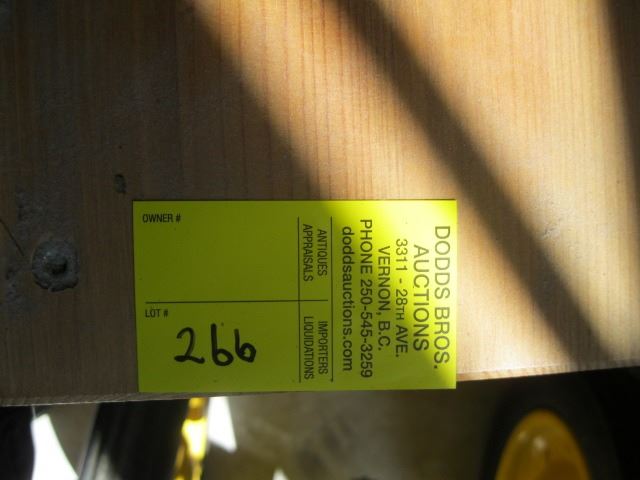 DODDS BROS.
AUCTIONS
3311 - 28TH AVE.
VERNON, B.C.
PHONE 250-545-3259
doddsauctions.com
ANTIQUES
APPRAISALS
IMPORTERS
LIQUIDATIONS
OWNER #
LOT #
266